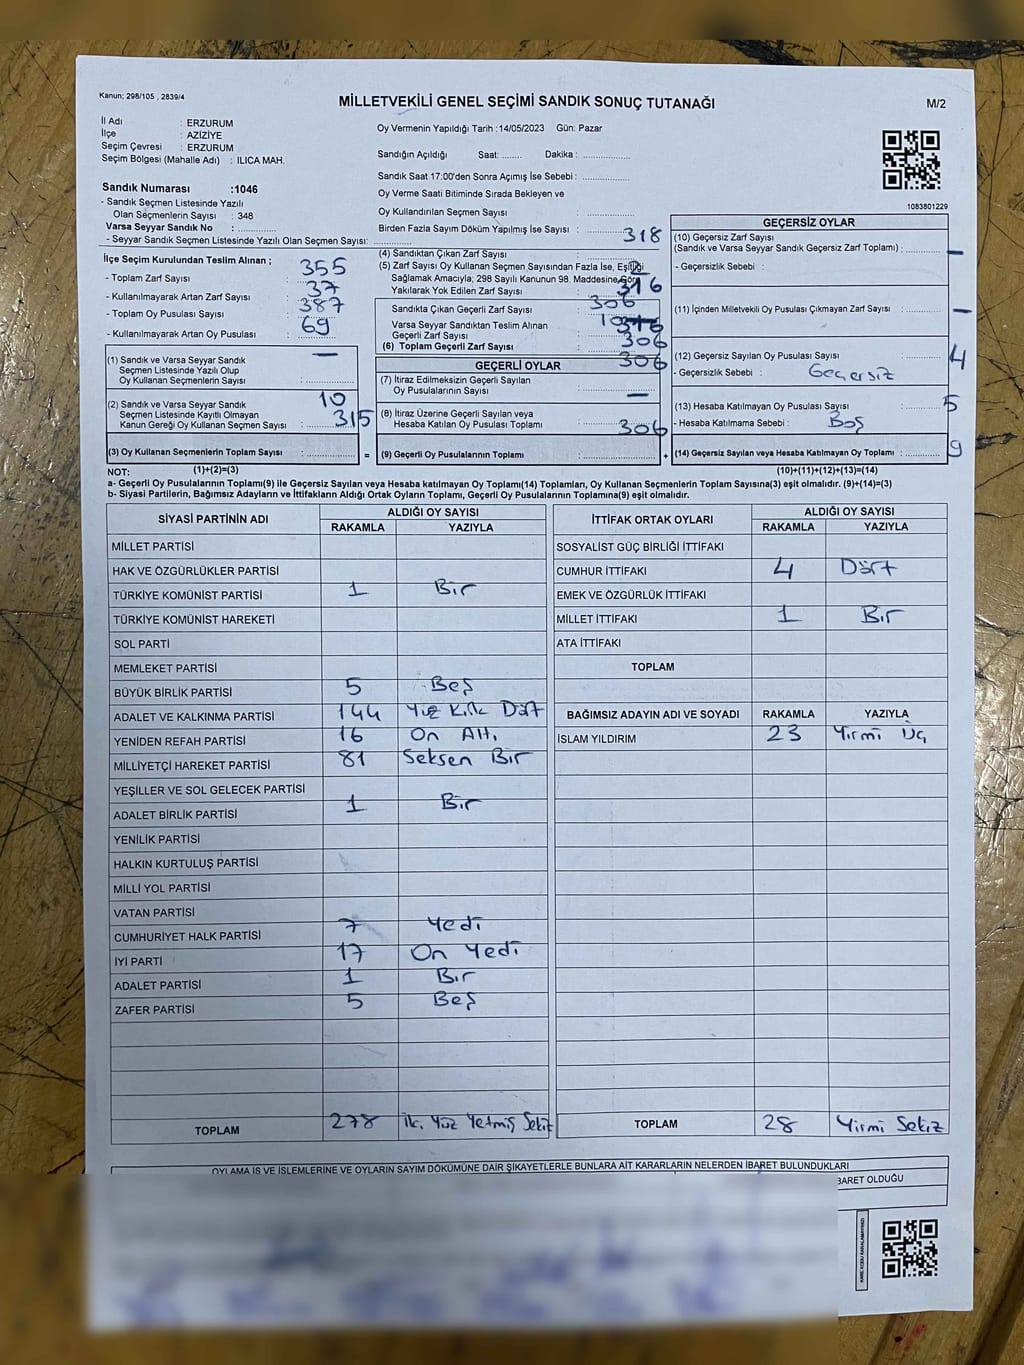 Kanun; 298/105 , 2839/4
MİLLETVEKİLİ GENEL SEÇİMİ SANDIK SONUÇ TUTANAĞI
M/2
İl Adı : ERZURUM
İlçe : AZİZİYE
Seçim Çevresi : ERZURUM
Seçim Bölgesi (Mahalle Adı) : ILICA MAH.
Oy Vermenin Yapıldığı Tarih :14/05/2023 Gün: Pazar
Sandığın Açıldığı Saat: ........ Dakika : ..................
Sandık Saat 17:00'den Sonra Açımış İse Sebebi : ..................
Oy Verme Saati Bitiminde Sırada Bekleyen ve
Oy Kullandırılan Seçmen Sayısı : ..................
Birden Fazla Sayım Döküm Yapılmış İse Sayısı : ..................
1083801229
Sandık Numarası :1046
- Sandık Seçmen Listesinde Yazılı
Olan Seçmenlerin Sayısı : 348
Varsa Seyyar Sandık No : ..................
- Seyyar Sandık Seçmen Listesinde Yazılı Olan Seçmen Sayısı: ..................
İlçe Seçim Kurulundan Teslim Alınan ;
- Toplam Zarf Sayısı : 355
- Kullanılmayarak Artan Zarf Sayısı : 37
- Toplam Oy Pusulası Sayısı : 387
- Kullanılmayarak Artan Oy Pusulası : 69
(1) Sandık ve Varsa Seyyar Sandık
Seçmen Listesinde Yazılı Olup
Oy Kullanan Seçmenlerin Sayısı : —
(2) Sandık ve Varsa Seyyar Sandık
Seçmen Listesinde Kayıtlı Olmayan
Kanun Gereği Oy Kullanan Seçmen Sayısı : 10
315
(3) Oy Kullanan Seçmenlerin Toplam Sayısı : ..................
(4) Sandıktan Çıkan Zarf Sayısı : 318
(5) Zarf Sayısı Oy Kullanan Seçmen Sayısından Fazla İse, Eşitliği
Sağlamak Amacıyla; 298 Sayılı Kanunun 98. Maddesine Göre
Yakılarak Yok Edilen Zarf Sayısı : 2
316
Sandıkta Çıkan Geçerli Zarf Sayısı : 306
Varsa Seyyar Sandıktan Teslim Alınan
Geçerli Zarf Sayısı : 10 316
(6) Toplam Geçerli Zarf Sayısı : 306
GEÇERLİ OYLAR
306
(7) İtiraz Edilmeksizin Geçerli Sayılan
Oy Pusulalarının Sayısı : —
(8) İtiraz Üzerine Geçerli Sayılan veya
Hesaba Katılan Oy Pusulası Toplamı : 306
= (9) Geçerli Oy Pusulalarının Toplamı : ..................
GEÇERSİZ OYLAR
(10) Geçersiz Zarf Sayısı
(Sandık ve Varsa Seyyar Sandık Geçersiz Zarf Toplamı) : —
- Geçersizlik Sebebi :
(11) İçinden Milletvekili Oy Pusulası Çıkmayan Zarf Sayısı : —
(12) Geçersiz Sayılan Oy Pusulası Sayısı : 4
- Geçersizlik Sebebi : Geçersiz
(13) Hesaba Katılmayan Oy Pusulası Sayısı : 5
- Hesaba Katılmama Sebebi : Boş
+ (14) Geçersiz Sayılan veya Hesaba Katılmayan Oy Toplamı : 9
NOT: (1)+(2)=(3) (10)+(11)+(12)+(13)=(14)
a- Geçerli Oy Pusulasının Toplamı(9) ile Geçersiz Sayılan veya Hesaba katılmayan Oy Toplamı(14) Toplamları, Oy Kullanan Seçmenlerin Toplam Sayısına(3) eşit olmalıdır. (9)+(14)=(3)
b- Siyasi Partilerin, Bağımsız Adayların ve İttifakların Aldığı Ortak Oyların Toplamı, Geçerli Oy Pusulalarının Toplamına(9) eşit olmalıdır.
SİYASİ PARTİNİN ADI ALDIĞI OY SAYISI
RAKAMLA YAZIYLA
MİLLET PARTİSİ
HAK VE ÖZGÜRLÜKLER PARTİSİ
TÜRKİYE KOMÜNİST PARTİSİ 1 Bir
TÜRKİYE KOMÜNİST HAREKETİ
SOL PARTİ
MEMLEKET PARTİSİ
BÜYÜK BİRLİK PARTİSİ 5 Beş
ADALET VE KALKINMA PARTİSİ 144 Yüz Kırk Dört
YENİDEN REFAH PARTİSİ 16 On Altı
MİLLİYETÇİ HAREKET PARTİSİ 81 Seksen Bir
YEŞİLLER VE SOL GELECEK PARTİSİ
ADALET BİRLİK PARTİSİ 1 Bir
YENİLİK PARTİSİ
HALKIN KURTULUŞ PARTİSİ
MİLLİ YOL PARTİSİ
VATAN PARTİSİ
CUMHURİYET HALK PARTİSİ 7 Yedi
İYİ PARTİ 17 On Yedi
ADALET PARTİSİ 1 Bir
ZAFER PARTİSİ 5 Beş
TOPLAM 278 İki Yüz Yetmiş Sekiz
İTTİFAK ORTAK OYLARI ALDIĞI OY SAYISI
RAKAMLA YAZIYLA
SOSYALİST GÜÇ BİRLİĞİ İTTİFAKI
CUMHUR İTTİFAKI 4 Dört
EMEK VE ÖZGÜRLÜK İTTİFAKI
MİLLET İTTİFAKI 1 Bir
ATA İTTİFAKI
TOPLAM
BAĞIMSIZ ADAYIN ADI VE SOYADI RAKAMLA YAZIYLA
İSLAM YILDIRIM 23 Yirmi Üç
TOPLAM 28 Yirmi Sekiz
OYLAMA İŞ VE İŞLEMLERİNE VE OYLARIN SAYIM DÖKÜMÜNE DAİR ŞİKAYETLERLE BUNLARA AİT KARARLARIN NELERDEN İBARET BULUNDUKLARI
BARET OLDUĞU